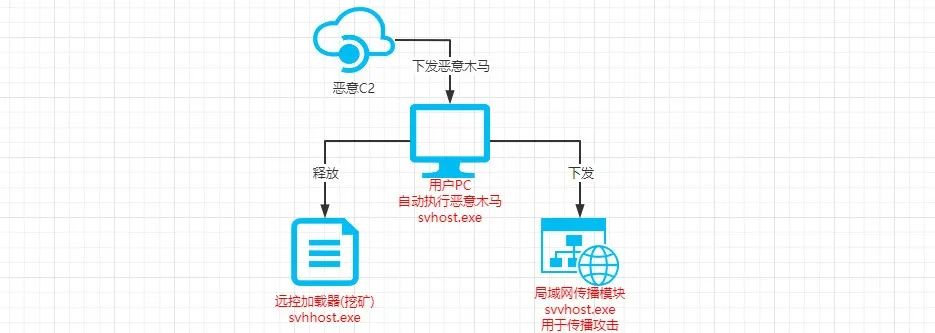 恶意C2
下发恶意木马
用户PC
自动执行恶意木马
svhost.exe
释放
下发
远控加载器(挖矿)
svhhost.exe
局域网传播模块
svvhost.exe
用于传播攻击